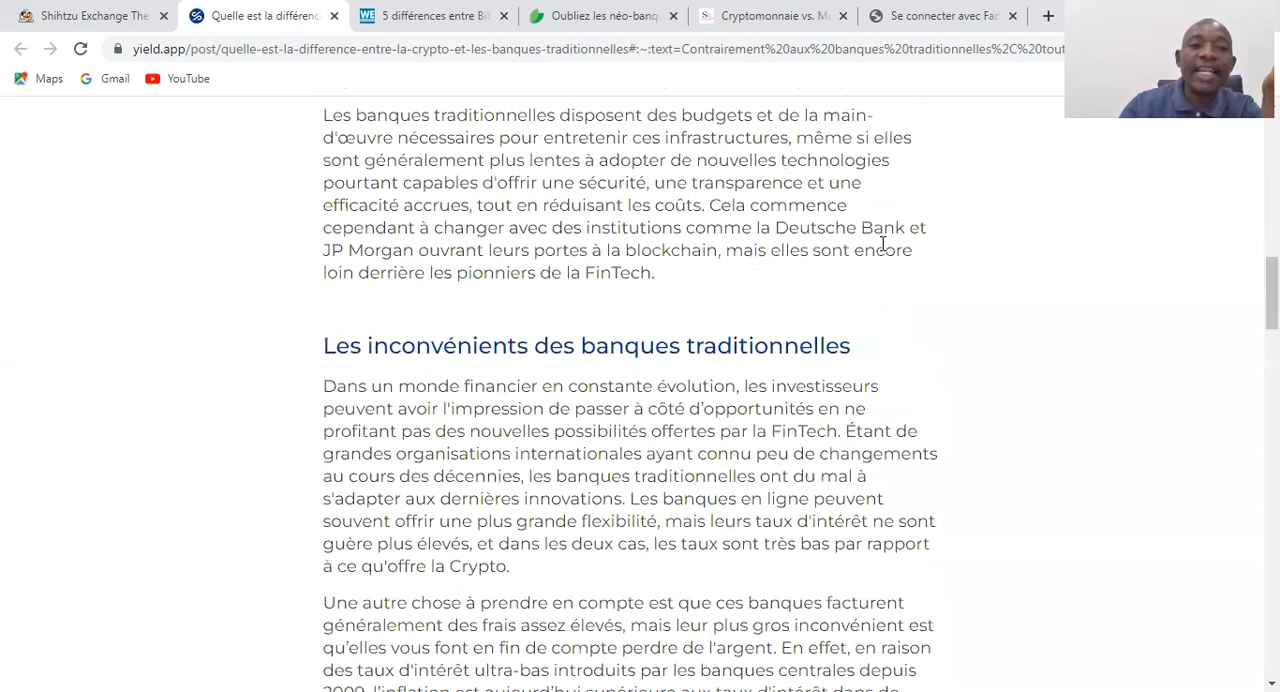 Shihtzu Exchange The
Quelle est la différenc
5 différences entre Bi
Oubliez les néo-banq
Cryptomonnaie vs. M
Se connecter avec Fac
yield.app/post/quelle-est-la-difference-entre-la-crypto-et-les-banques-traditionnelles#:~:text=Contrairement%20aux%20banques%20traditionnelles%2C%20tout
Maps
Gmail
YouTube
Les banques traditionnelles disposent des budgets et de la main-
d'œuvre nécessaires pour entretenir ces infrastructures, même si elles
sont généralement plus lentes à adopter de nouvelles technologies
pourtant capables d'offrir une sécurité, une transparence et une
efficacité accrues, tout en réduisant les coûts. Cela commence
cependant à changer avec des institutions comme la Deutsche Bank et
JP Morgan ouvrant leurs portes à la blockchain, mais elles sont encore
loin derrière les pionniers de la FinTech.
Les inconvénients des banques traditionnelles
Dans un monde financier en constante évolution, les investisseurs
peuvent avoir l'impression de passer à côté d'opportunités en ne
profitant pas des nouvelles possibilités offertes par la FinTech. Étant de
grandes organisations internationales ayant connu peu de changements
au cours des décennies, les banques traditionnelles ont du mal à
s'adapter aux dernières innovations. Les banques en ligne peuvent
souvent offrir une plus grande flexibilité, mais leurs taux d'intérêt ne sont
guère plus élevés, et dans les deux cas, les taux sont très bas par rapport
à ce qu'offre la Crypto.
Une autre chose à prendre en compte est que ces banques facturent
généralement des frais assez élevés, mais leur plus gros inconvénient est
qu'elles vous font en fin de compte perdre de l'argent. En effet, en raison
des taux d'intérêt ultra-bas introduits par les banques centrales depuis
2009, l'inflation est aujourd'hui supérieure aux taux d'intérêt dans de